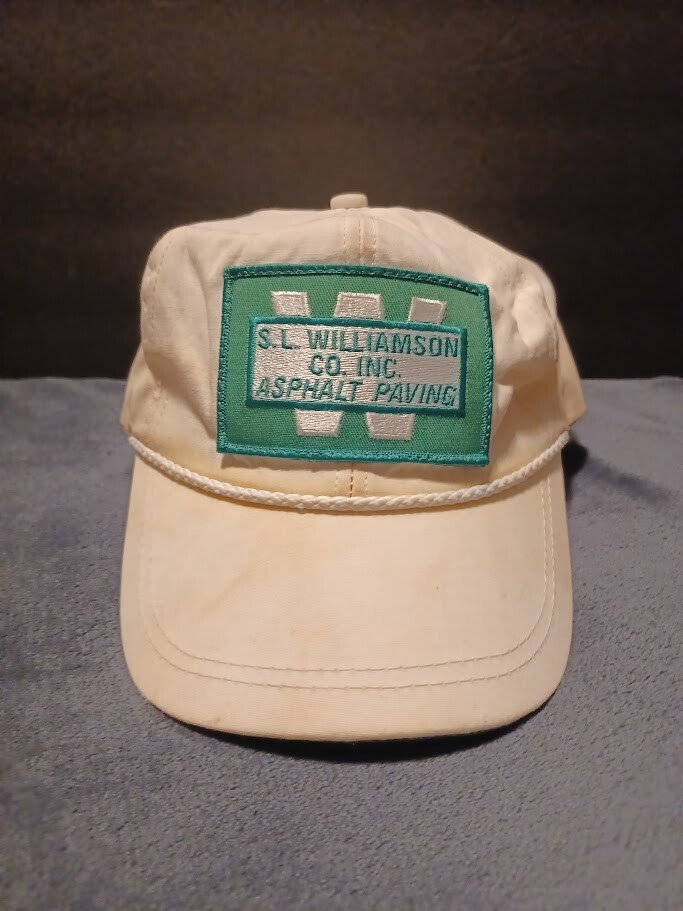 W
S.L. WILLIAMSON
CO. INC.
ASPHALT PAVING